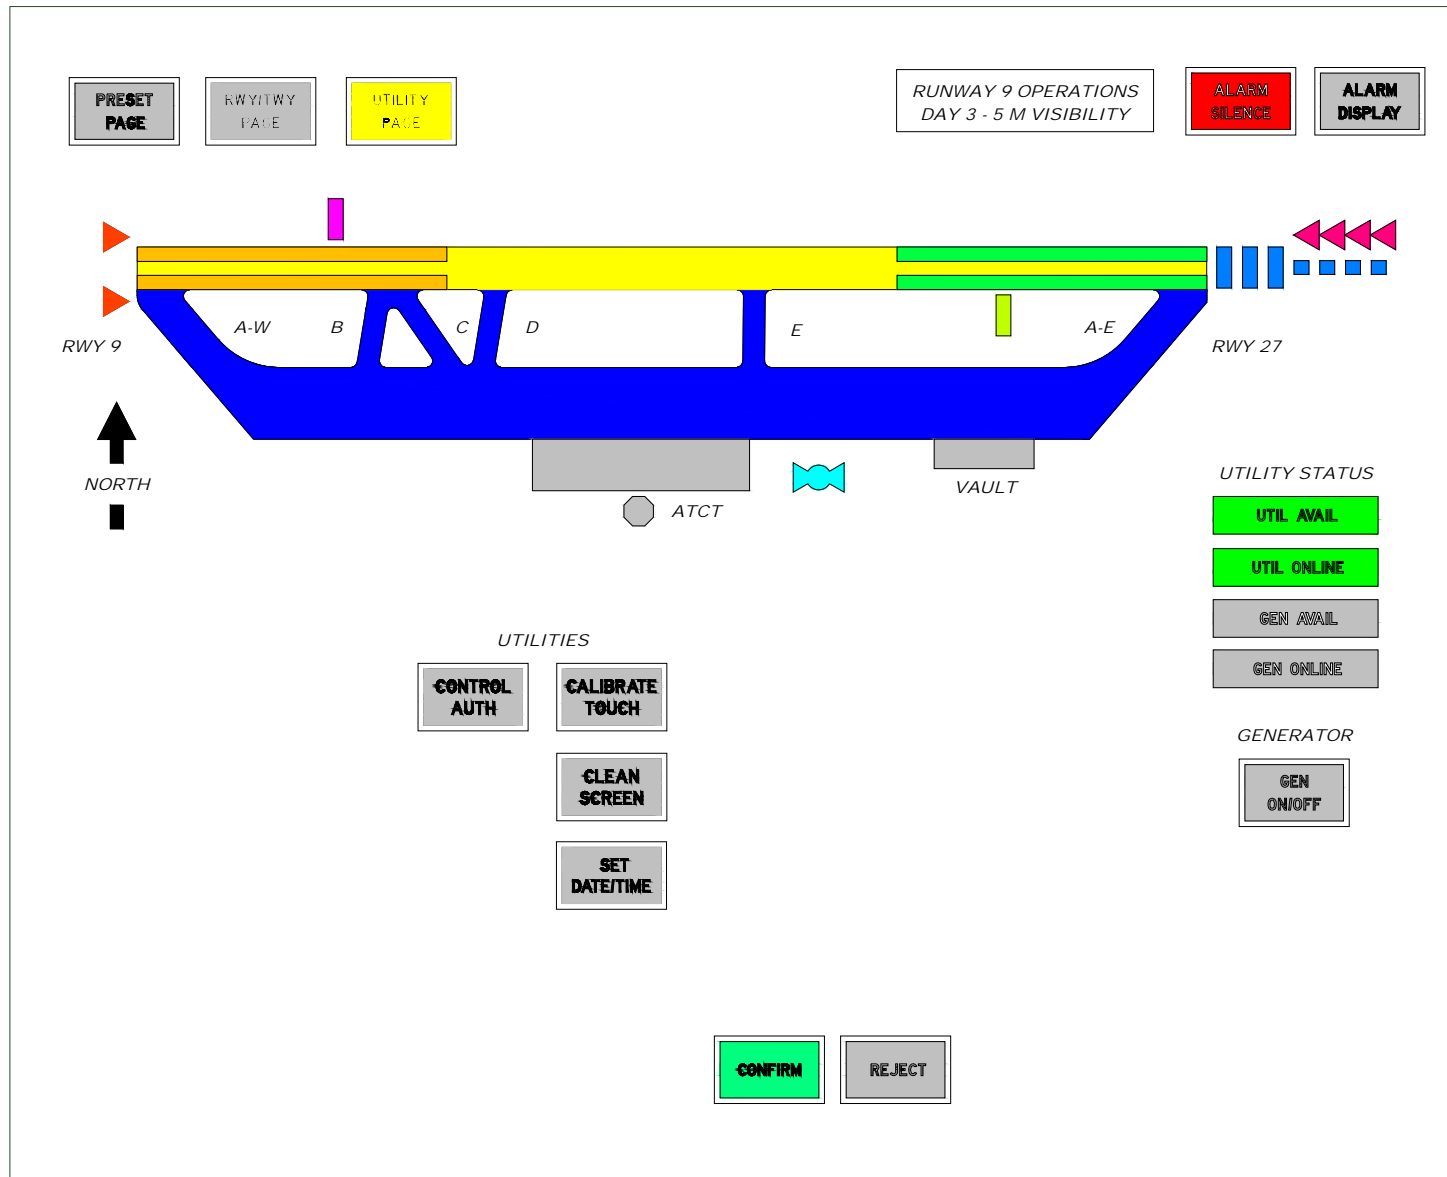 PRESET
PAGE
RWY/TWY
PAGE
UTILITY
PAGE
RUNWAY 9 OPERATIONS
DAY 3 - 5 M VISIBILITY
ALARM
SILENCE
ALARM
DISPLAY
A-W
B
C
D
E
A-E
RWY 9
RWY 27
NORTH
ATCT
VAULT
UTILITY STATUS
UTIL AVAIL
UTIL ONLINE
GEN AVAIL
GEN ONLINE
UTILITIES
CONTROL
AUTH
CALIBRATE
TOUCH
CLEAN
SCREEN
SET
DATE/TIME
GENERATOR
GEN
ON/OFF
CONFIRM
REJECT